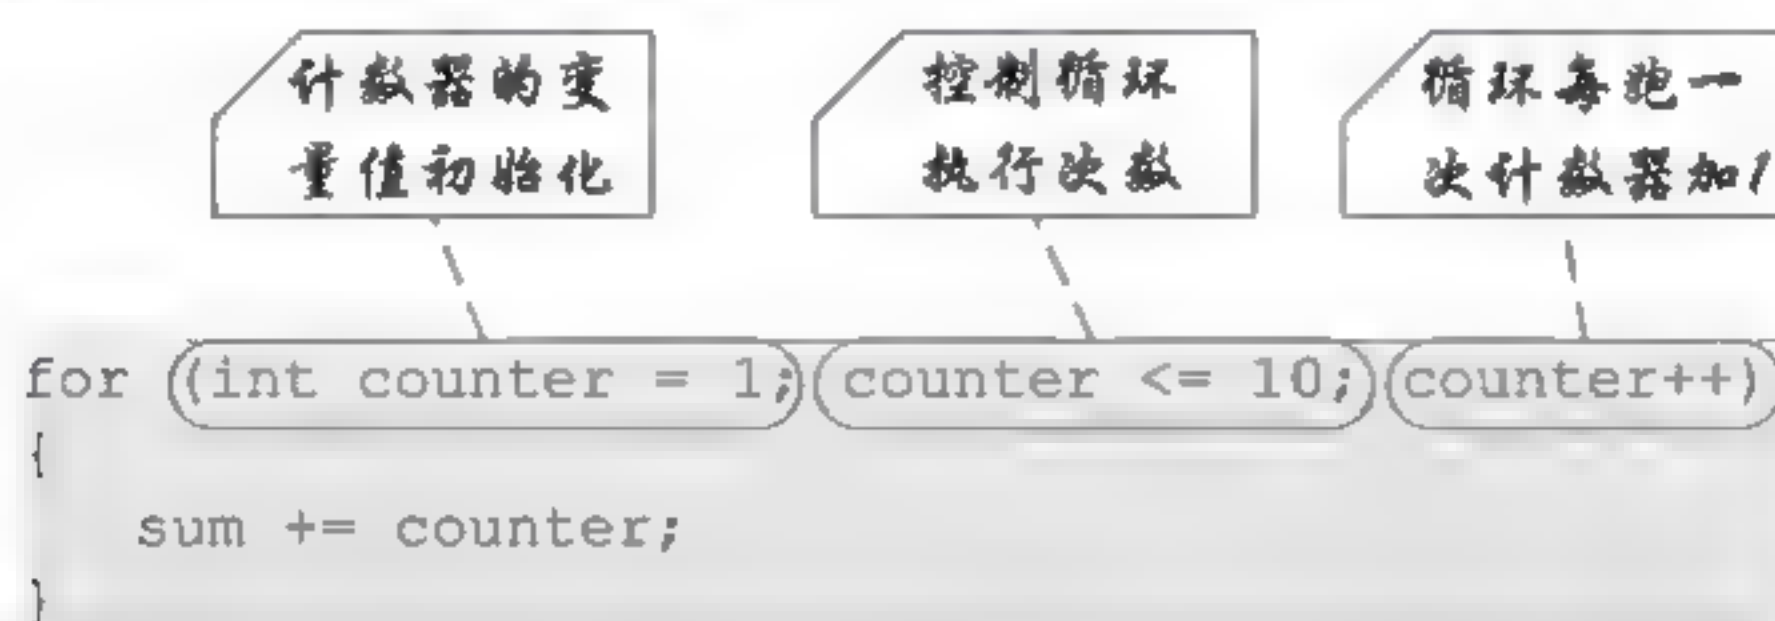 计数器的变
量值初始化
控制循环
执行次数
循环每跑一
次计数器加1
for (int counter = 1; counter <= 10; counter++)
{
sum += counter;
}